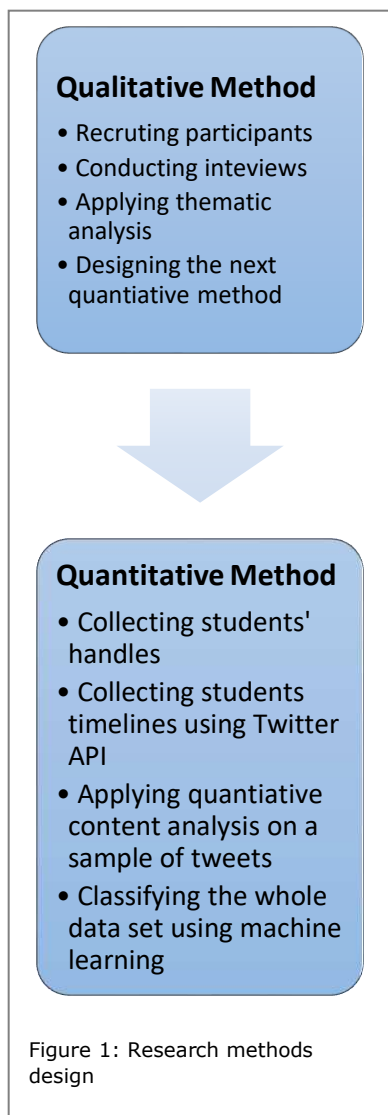 Qualitative Method
• Recruting participants
• Conducting inteviews
• Applying thematic
analysis
• Designing the next
quantiative method
Quantitative Method
• Collecting students'
handles
• Collecting students
timelines using Twitter
API
• Applying quantiative
content analysis on a
sample of tweets
• Classifying the whole
data set using machine
learning
Figure 1: Research methods
design